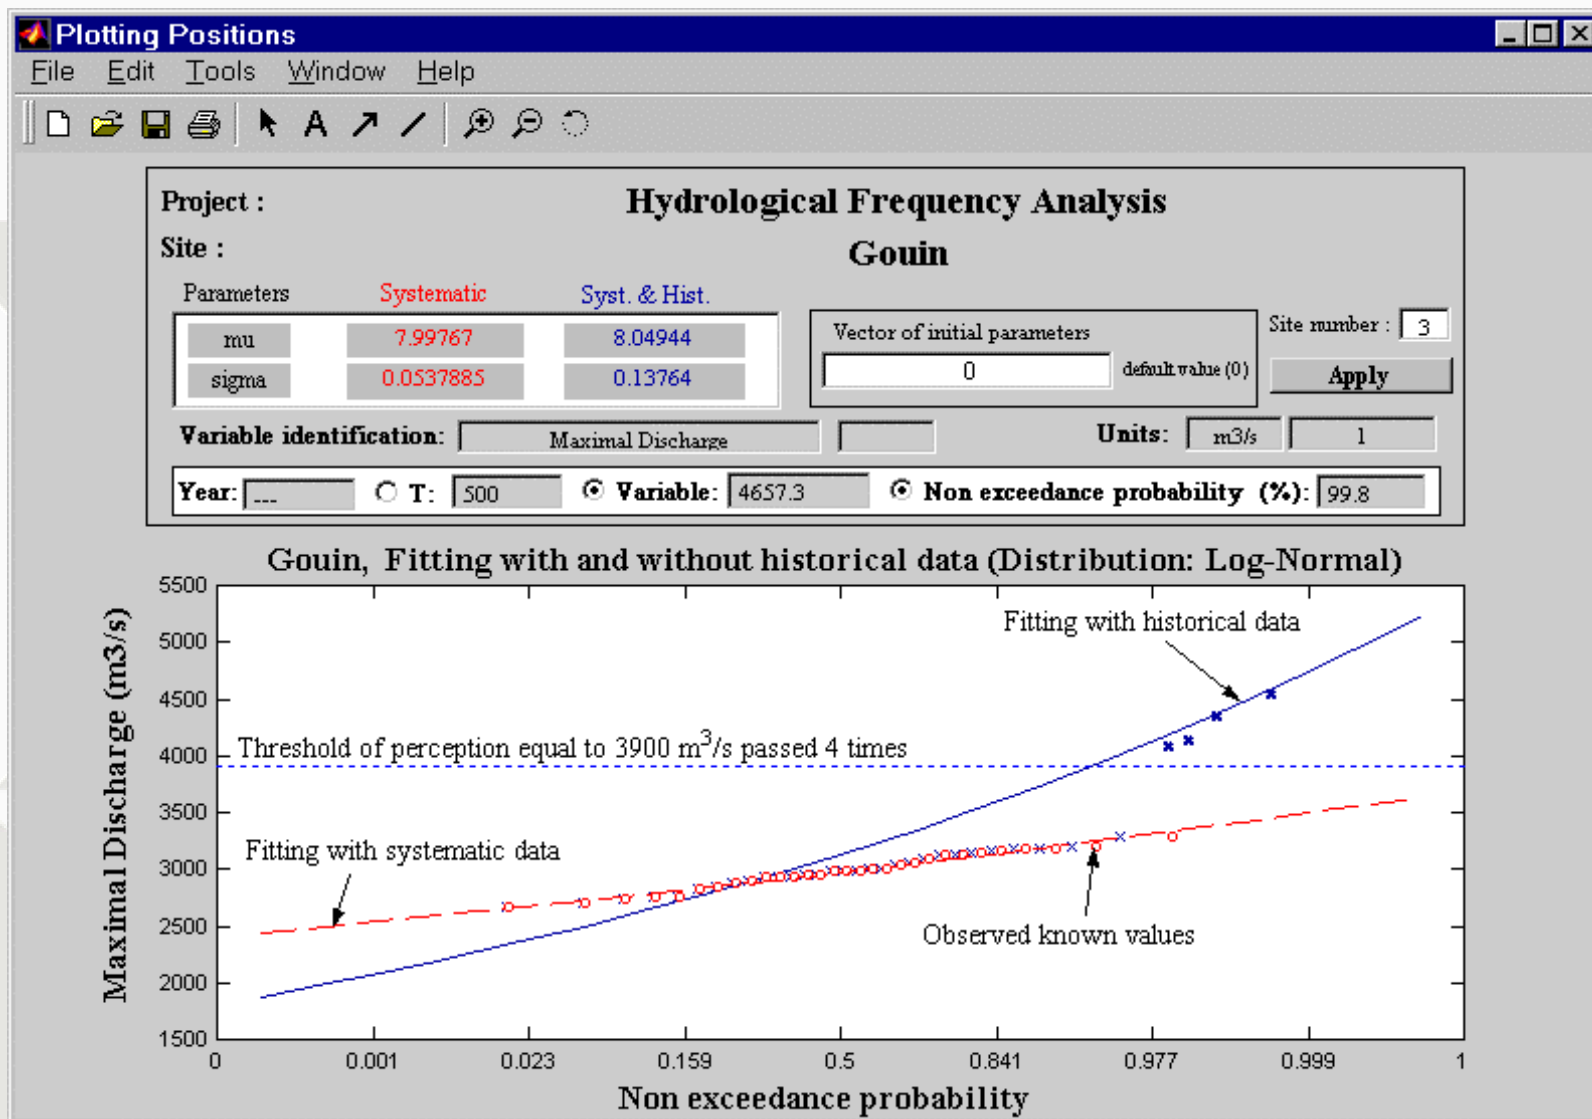 Plotting Positions
File Edit Tools Window Help
A
Project : Hydrological Frequency Analysis
Site : Gouin
Parameters Systematic Syst. & Hist.
mu 7.99767 8.04944
sigma 0.0537885 0.13764
Vector of initial parameters
0 default value (0)
Site number : 3
Apply
Variable identification: Maximal Discharge Units: m3/s 1
Year: --- T: 500 Variable: 4657.3 Non exceedance probability (%): 99.8
Gouin, Fitting with and without historical data (Distribution: Log-Normal)
Maximal Discharge (m3/s)
5500
5000
4500
4000
3500
3000
2500
2000
1500
Fitting with historical data
Threshold of perception equal to 3900 m³/s passed 4 times
Fitting with systematic data
Observed known values
0 0.001 0.023 0.159 0.5 0.841 0.977 0.999 1
Non exceedance probability